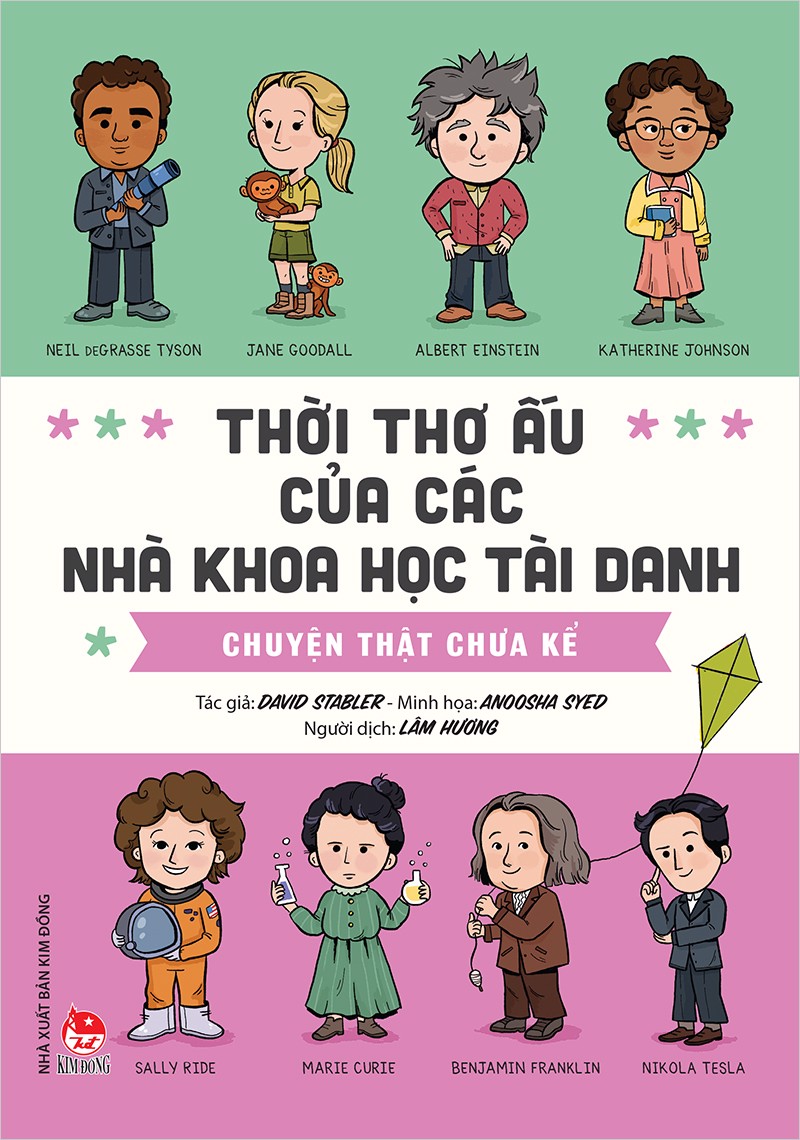 NEIL DEGRASSE TYSON
JANE GOODALL
ALBERT EINSTEIN
KATHERINE JOHNSON
THỜI THƠ ẤU
CỦA CÁC
NHÀ KHOA HỌC TÀI DANH
CHUYỆN THẬT CHƯA KỂ
Tác giả: DAVID STABLER - Minh họa: ANOOSHA SYED
Người dịch: LÂM HƯƠNG
NHÀ XUẤT BẢN KIM ĐỒNG
KIM ĐỒNG
SALLY RIDE
MARIE CURIE
BENJAMIN FRANKLIN
NIKOLA TESLA